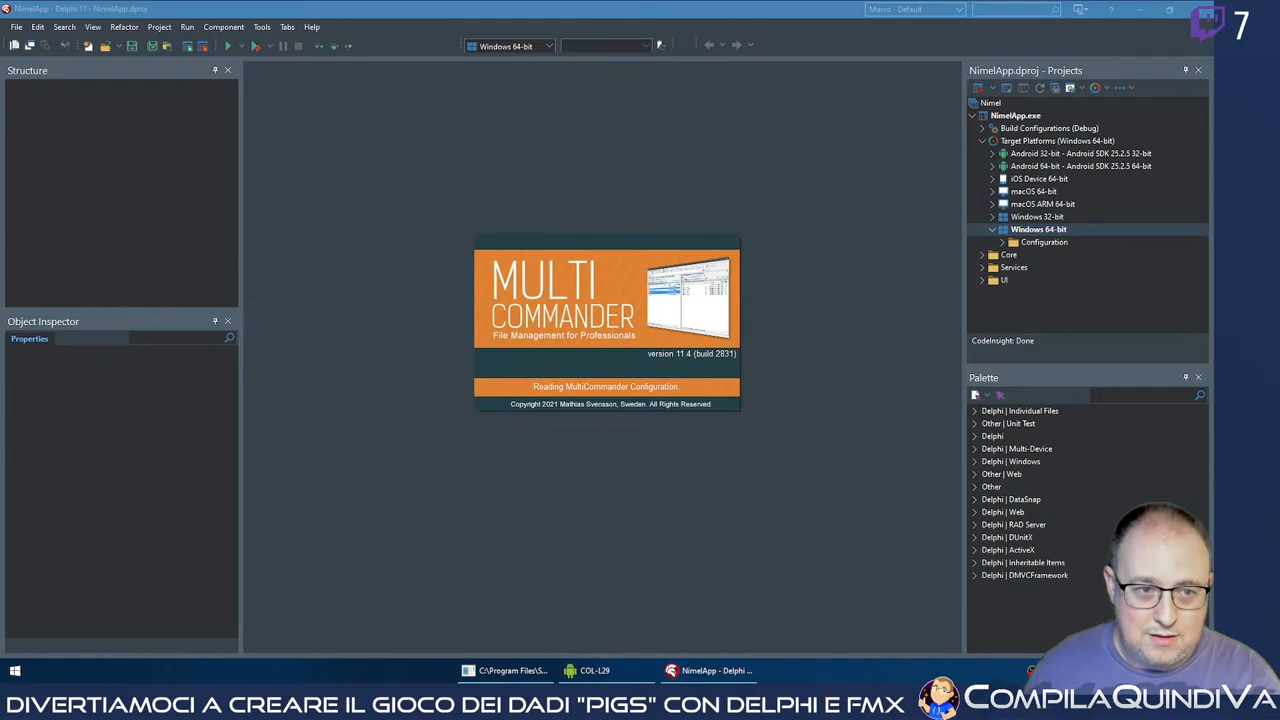 NimelApp - Delphi 11 - NimelApp.dproj
Marco - Default
?
7
File Edit Search View Refactor Project Run Component Tools Tabs Help
Windows 64-bit
Structure
NimelApp.dproj - Projects
Nimel
NimelApp.exe
Build Configurations (Debug)
Target Platforms (Windows 64-bit)
Android 32-bit - Android SDK 25.2.5 32-bit
Android 64-bit - Android SDK 25.2.5 64-bit
iOS Device 64-bit
macOS 64-bit
macOS ARM 64-bit
Windows 32-bit
Windows 64-bit
Configuration
Core
Services
UI
CodeInsight: Done
MULTI
COMMANDER
File Management for Professionals
version 11.4 (build 2831)
Reading MultiCommander Configuration.
Copyright 2021 Mathias Svensson, Sweden. All Rights Reserved
Object Inspector
Properties
Palette
Delphi | Individual Files
Other | Unit Test
Delphi
Delphi | Multi-Device
Delphi | Windows
Other | Web
Other
Delphi | DataSnap
Delphi | Web
Delphi | RAD Server
Delphi | DUnitX
Delphi | ActiveX
Delphi | Inheritable Items
Delphi | DMVCFramework
C:\Program Files\S...
COL-L29
NimelApp - Delphi ...
DIVERTIAMOCI A CREARE IL GIOCO DEI DADI "PIGS" CON DELPHI E FMX
COMPILAQUINDIVA